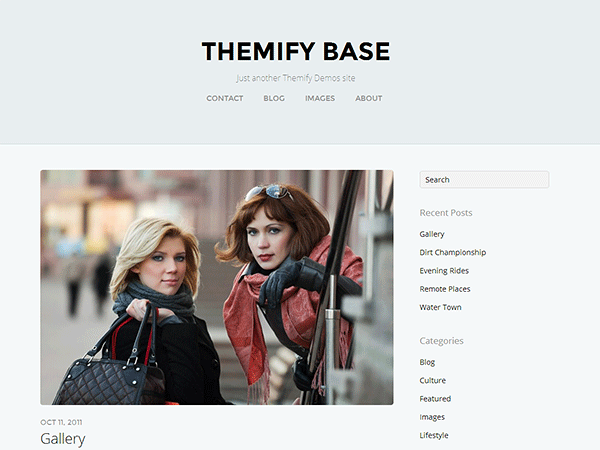 THEMIFY BASE
Just another Themify Demos site
CONTACT BLOG IMAGES ABOUT
Search
Recent Posts
Gallery
Dirt Championship
Evening Rides
Remote Places
Water Town
Categories
Blog
Culture
Featured
Images
Lifestyle
OCT 11, 2011
Gallery